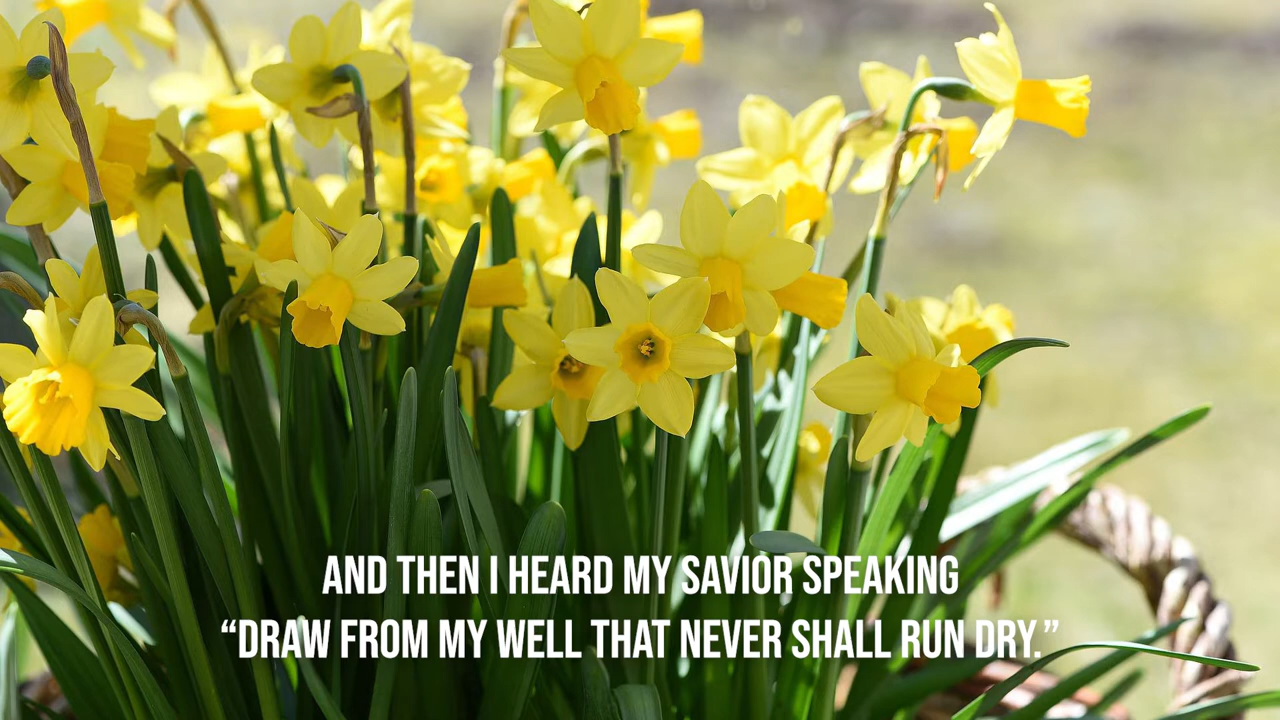 AND THEN I HEARD MY SAVIOR SPEAKING
“DRAW FROM MY WELL THAT NEVER SHALL RUN DRY.”